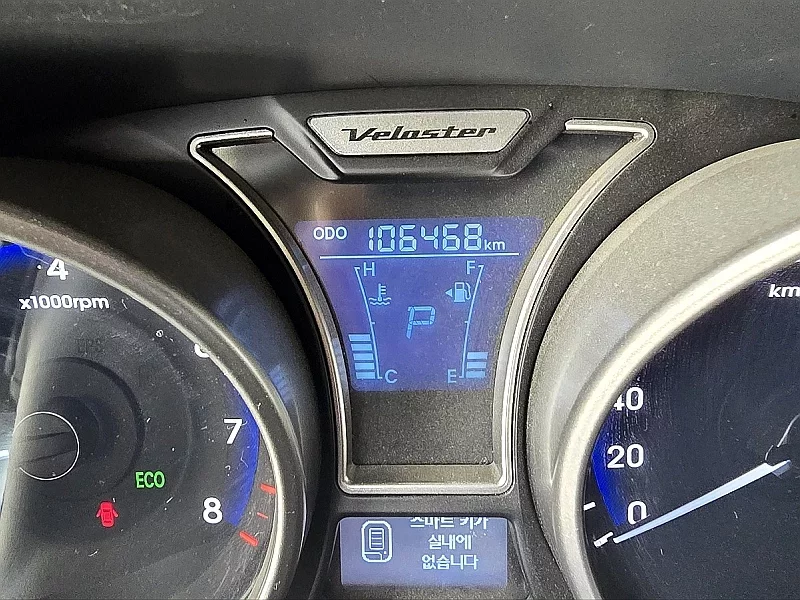 Veloster
ODO 106468 km
H F
P
C E
4
x1000rpm
7
8
ECO
km
40
20
0
스마트 키가
실내에
없습니다